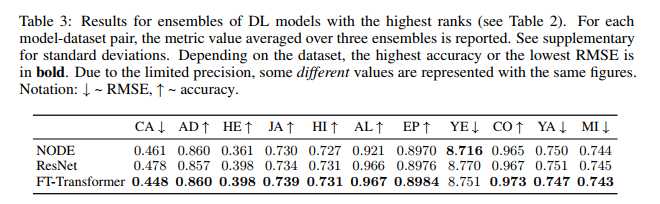 Table 3: Results for ensembles of DL models with the highest ranks (see Table 2). For each
model-dataset pair, the metric value averaged over three ensembles is reported. See supplementary
for standard deviations. Depending on the dataset, the highest accuracy or the lowest RMSE is
in bold. Due to the limited precision, some different values are represented with the same figures.
Notation: ↓ ~ RMSE, ↑ ~ accuracy.
CA ↓ AD ↑ HE ↑ JA ↑ HI ↑ AL ↑ EP ↑ YE ↓ CO ↑ YA ↓ MI ↓
NODE 0.461 0.860 0.361 0.730 0.727 0.921 0.8970 8.716 0.965 0.750 0.744
ResNet 0.478 0.857 0.398 0.734 0.731 0.966 0.8976 8.770 0.967 0.751 0.745
FT-Transformer 0.448 0.860 0.398 0.739 0.731 0.967 0.8984 8.751 0.973 0.747 0.743